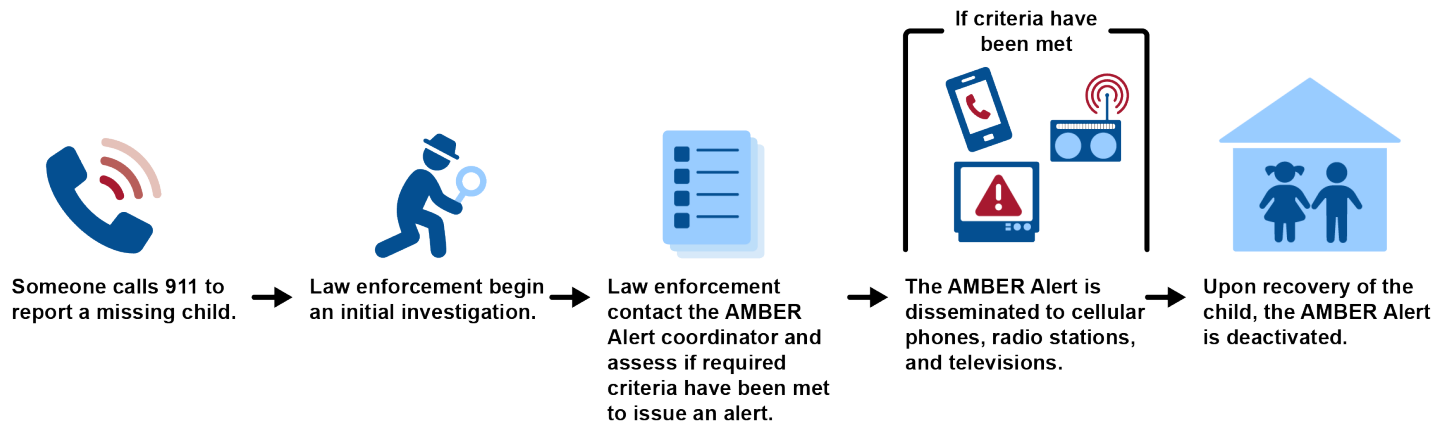 If criteria have
been met
Someone calls 911 to
report a missing child.
Law enforcement begin
an initial investigation.
Law enforcement
contact the AMBER
Alert coordinator and
assess if required
criteria have been met
to issue an alert.
The AMBER Alert is
disseminated to cellular
phones, radio stations,
and televisions.
Upon recovery of the
child, the AMBER Alert
is deactivated.